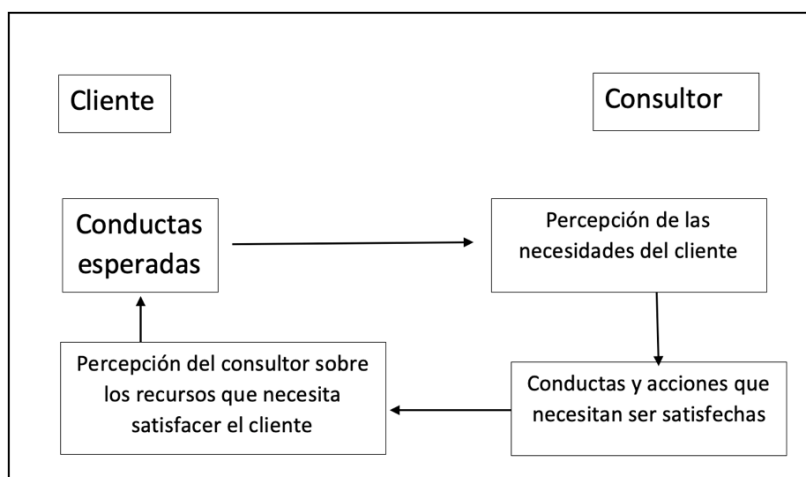 Cliente
Consultor
Conductas
esperadas
Percepción de las
necesidades del cliente
Percepción del consultor sobre
los recursos que necesita
satisfacer el cliente
Conductas y acciones que
necesitan ser satisfechas